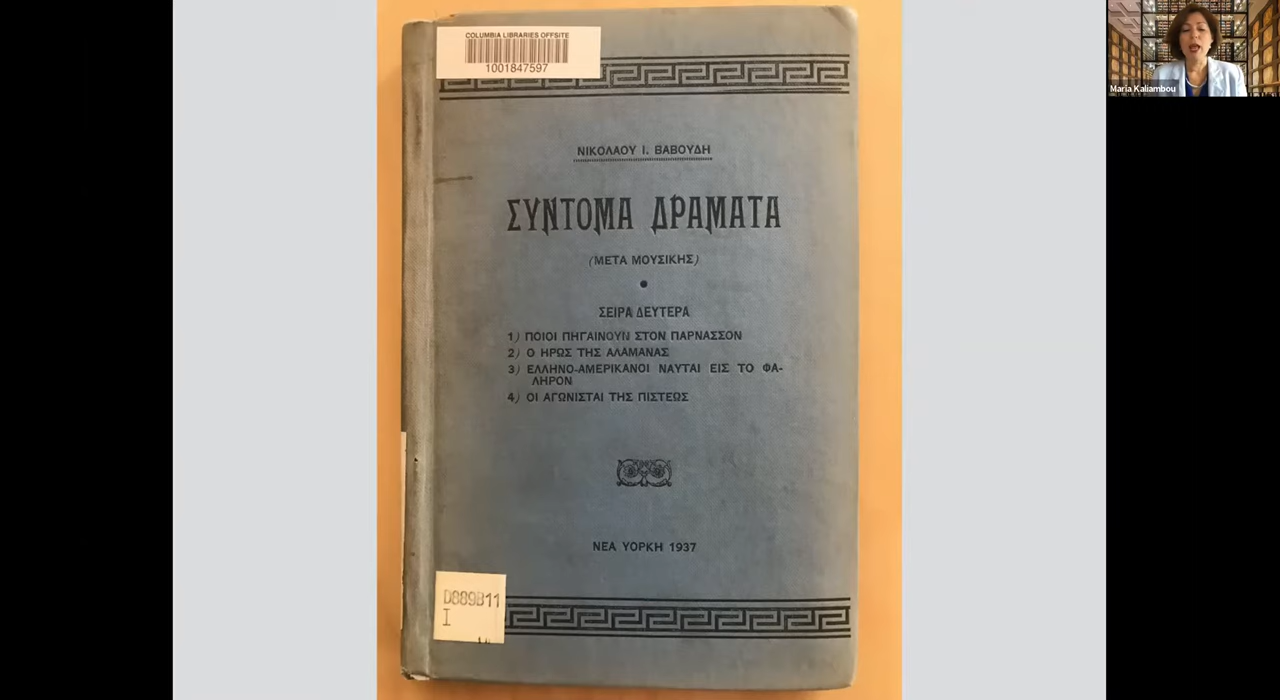 COLUMBIA LIBRARIES OFFSITE
1001847597
ΝΙΚΟΛΑΟΥ Ι. ΒΑΒΟΥΔΗ
ΣΥΝΤΟΜΑ ΔΡΑΜΑΤΑ
(ΜΕΤΑ ΜΟΥΣΙΚΗΣ)
ΣΕΙΡΑ ΔΕΥΤΕΡΑ
1) ΠΟΙΟΙ ΠΗΓΑΙΝΟΥΝ ΣΤΟΝ ΠΑΡΝΑΣΣΟΝ
2) Ο ΗΡΩΣ ΤΗΣ ΑΛΑΜΑΝΑΣ
3) ΕΛΛΗΝΟ-ΑΜΕΡΙΚΑΝΟΙ ΝΑΥΤΑΙ ΕΙΣ ΤΟ ΦΑ-
ΛΗΡΟΝ
4) ΟΙ ΑΓΩΝΙΣΤΑΙ ΤΗΣ ΠΙΣΤΕΩΣ
ΝΕΑ ΥΟΡΚΗ 1937
D889B11
I
Maria Kaliambou